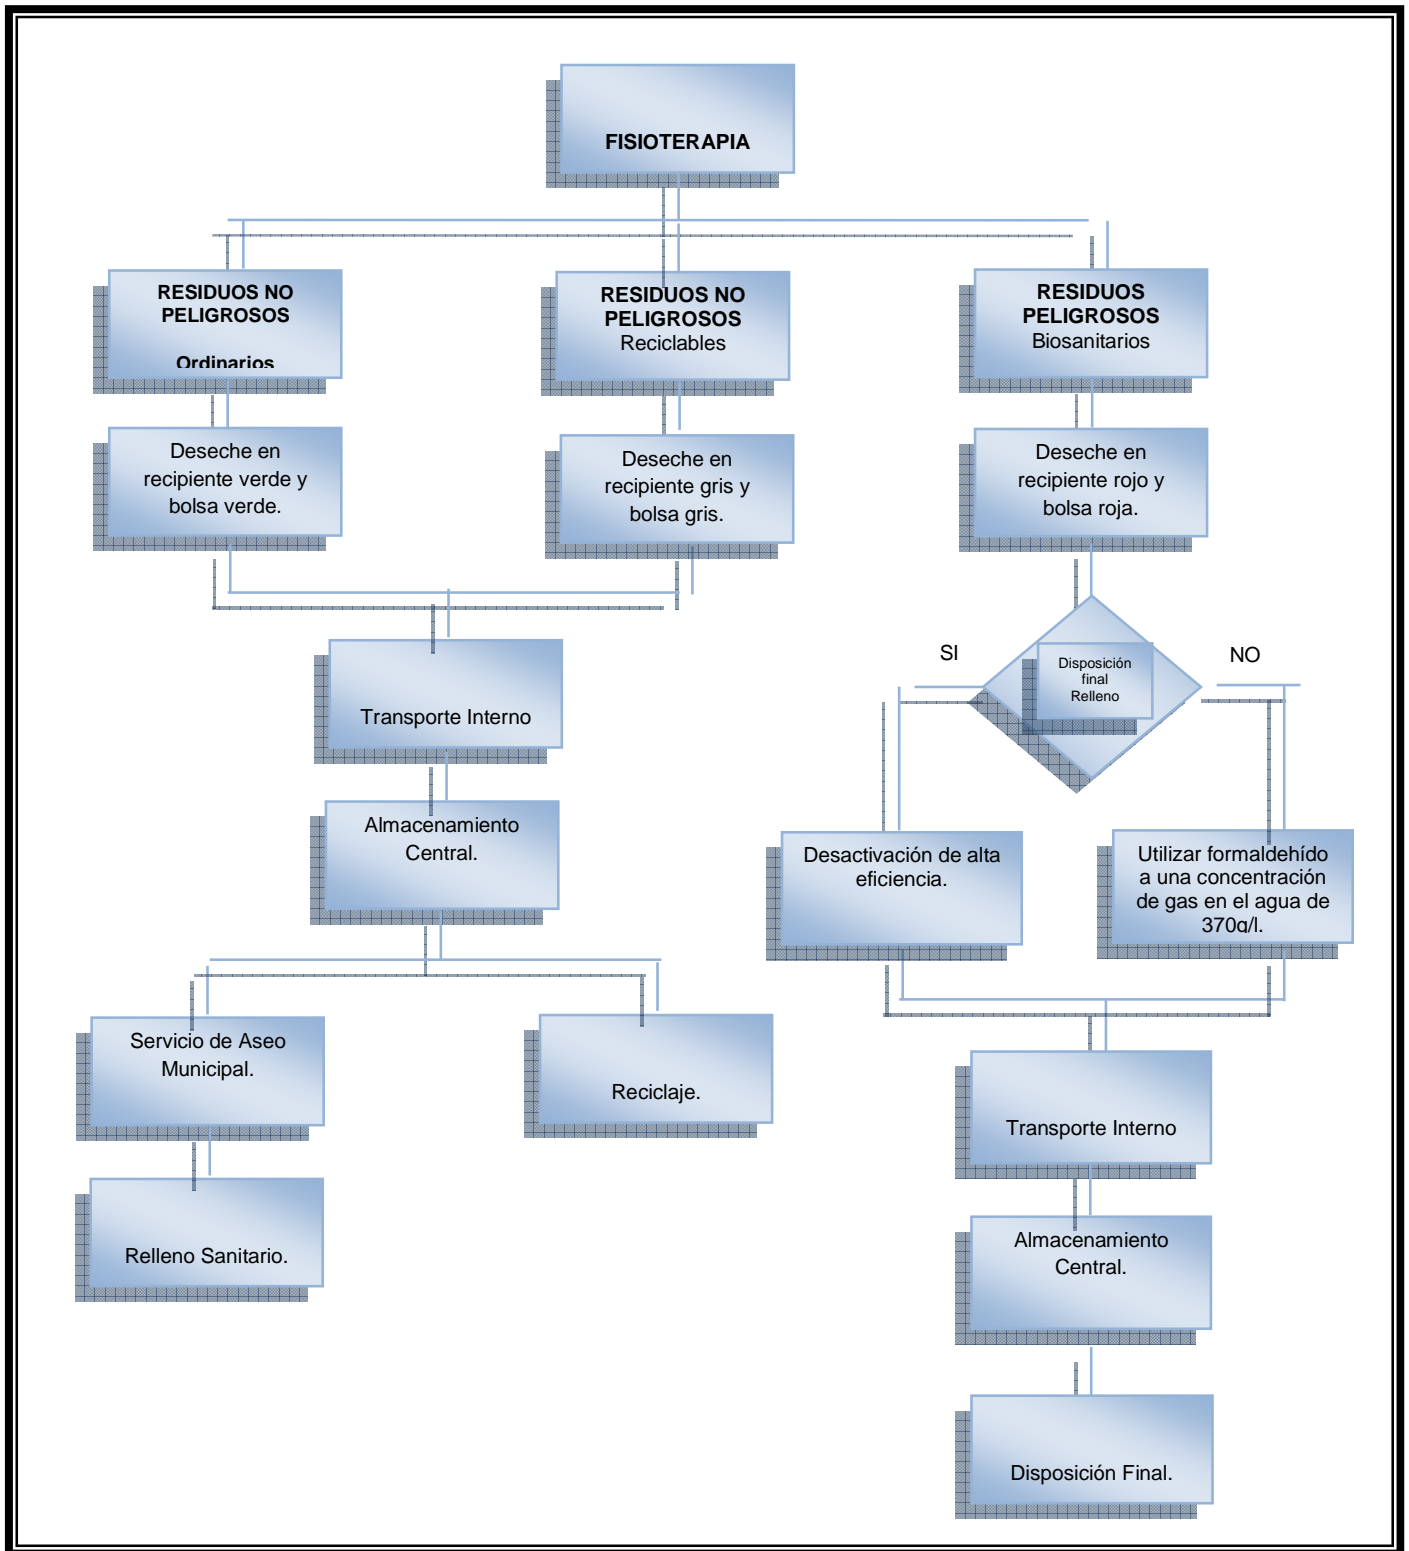 FISIOTERAPIA
RESIDUOS NO
PELIGROSOS
Ordinarios
RESIDUOS NO
PELIGROSOS
Reciclables
RESIDUOS
PELIGROSOS
Biosanitarios
Deseche en
recipiente verde y
bolsa verde.
Deseche en
recipiente gris y
bolsa gris.
Deseche en
recipiente rojo y
bolsa roja.
SI
Disposición
final
Relleno
NO
Transporte Interno
Almacenamiento
Central.
Desactivación de alta
eficiencia.
Utilizar formaldehído
a una concentración
de gas en el agua de
370g/l.
Servicio de Aseo
Municipal.
Reciclaje.
Transporte Interno
Relleno Sanitario.
Almacenamiento
Central.
Disposición Final.